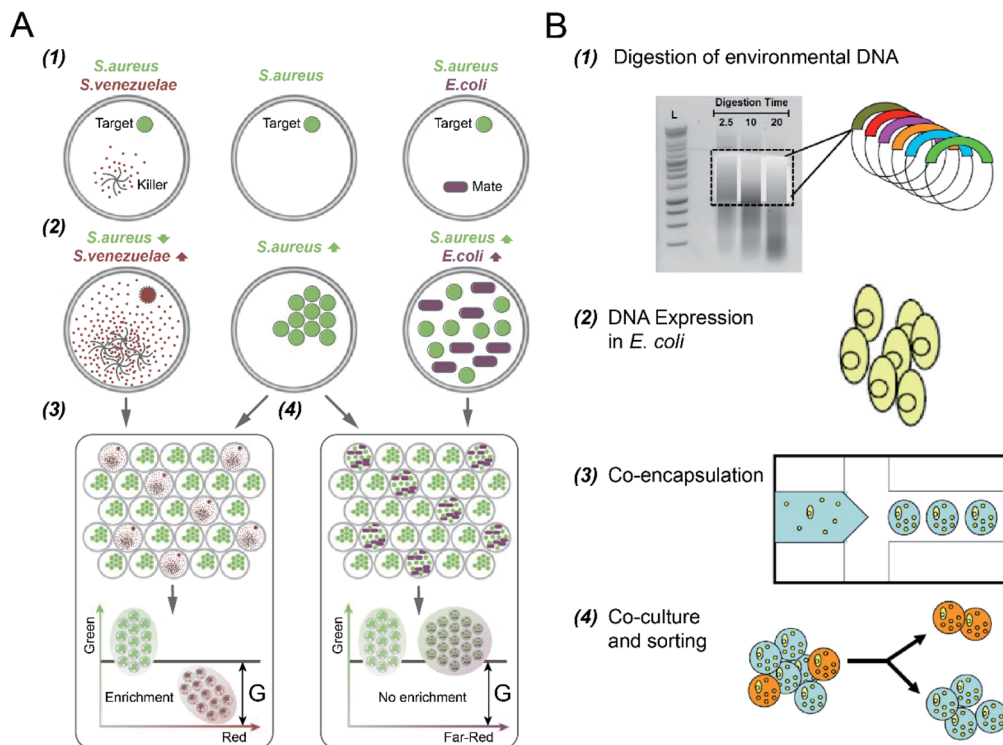 A
(1)
S.aureus
S.venezuelae
Target
Killer
S.aureus
Target
S.aureus
E.coli
Target
Mate
(2)
S.aureus
S.venezuelae
S.aureus
S.aureus
E.coli
(3)
(4)
Green
Enrichment
G
Red
Green
No enrichment
G
Far-Red
B
(1) Digestion of environmental DNA
Digestion Time
L
2.5 10 20
(2) DNA Expression
in E. coli
(3) Co-encapsulation
(4) Co-culture
and sorting